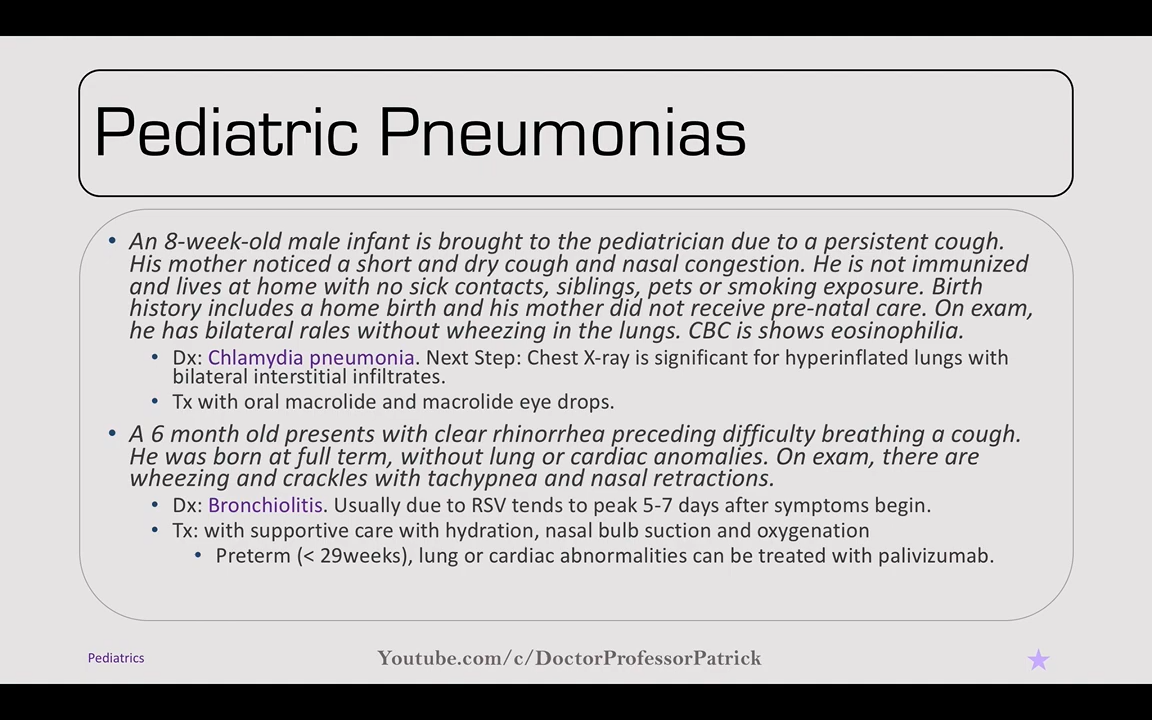 Pediatric Pneumonias
• An 8-week-old male infant is brought to the pediatrician due to a persistent cough.
His mother noticed a short and dry cough and nasal congestion. He is not immunized
and lives at home with no sick contacts, siblings, pets or smoking exposure. Birth
history includes a home birth and his mother did not receive pre-natal care. On exam,
he has bilateral rales without wheezing in the lungs. CBC is shows eosinophilia.
• Dx: Chlamydia pneumonia. Next Step: Chest X-ray is significant for hyperinflated lungs with
bilateral interstitial infiltrates.
• Tx with oral macrolide and macrolide eye drops.
• A 6 month old presents with clear rhinorrhea preceding difficulty breathing a cough.
He was born at full term, without lung or cardiac anomalies. On exam, there are
wheezing and crackles with tachypnea and nasal retractions.
• Dx: Bronchiolitis. Usually due to RSV tends to peak 5-7 days after symptoms begin.
• Tx: with supportive care with hydration, nasal bulb suction and oxygenation
• Preterm (< 29weeks), lung or cardiac abnormalities can be treated with palivizumab.
Pediatrics
Youtube.com/c/DoctorProfessorPatrick